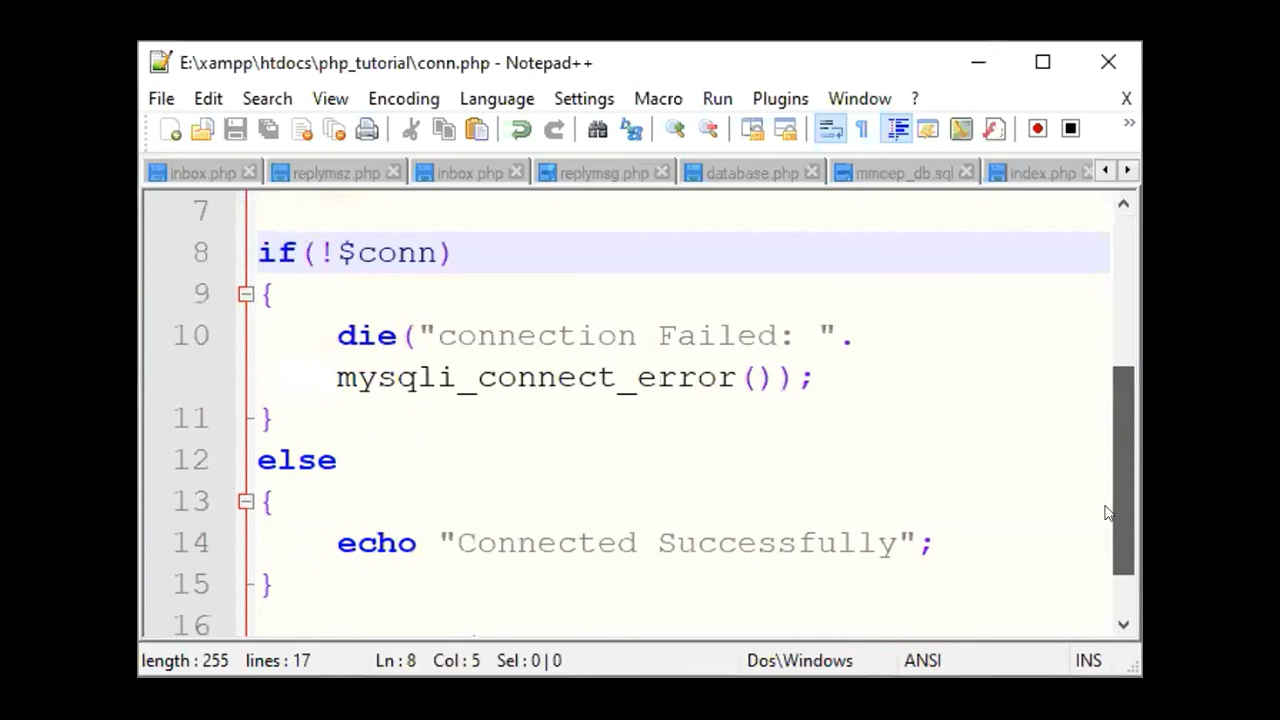 E:\xampp\htdocs\php_tutorial\conn.php - Notepad++
File Edit Search View Encoding Language Settings Macro Run Plugins Window ? X
inbox.php replymsz.php inbox.php replymsg.php database.php mmcep_db.sql index.php
7
8 if(!$conn)
9 {
10 die("connection Failed: ".
mysqli_connect_error());
11 }
12 else
13 {
14 echo "Connected Successfully";
15 }
16
length : 255 lines : 17 Ln : 8 Col : 5 Sel : 0 | 0 Dos\Windows ANSI INS